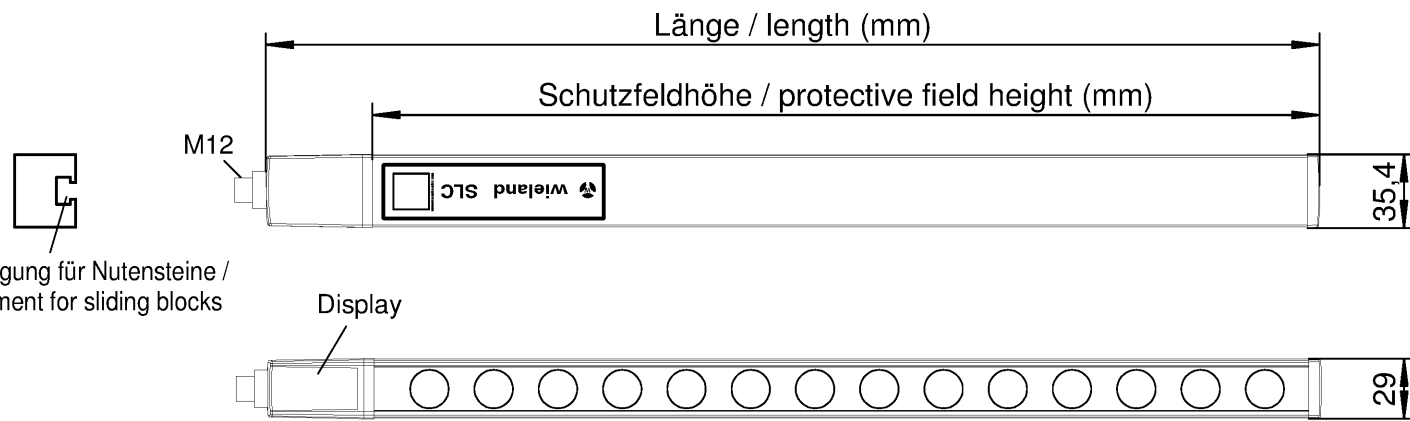 Länge / length (mm)
Schutzfeldhöhe / protective field height (mm)
M12
wieland SLC
35,4
gung für Nutensteine /
ment for sliding blocks
Display
29